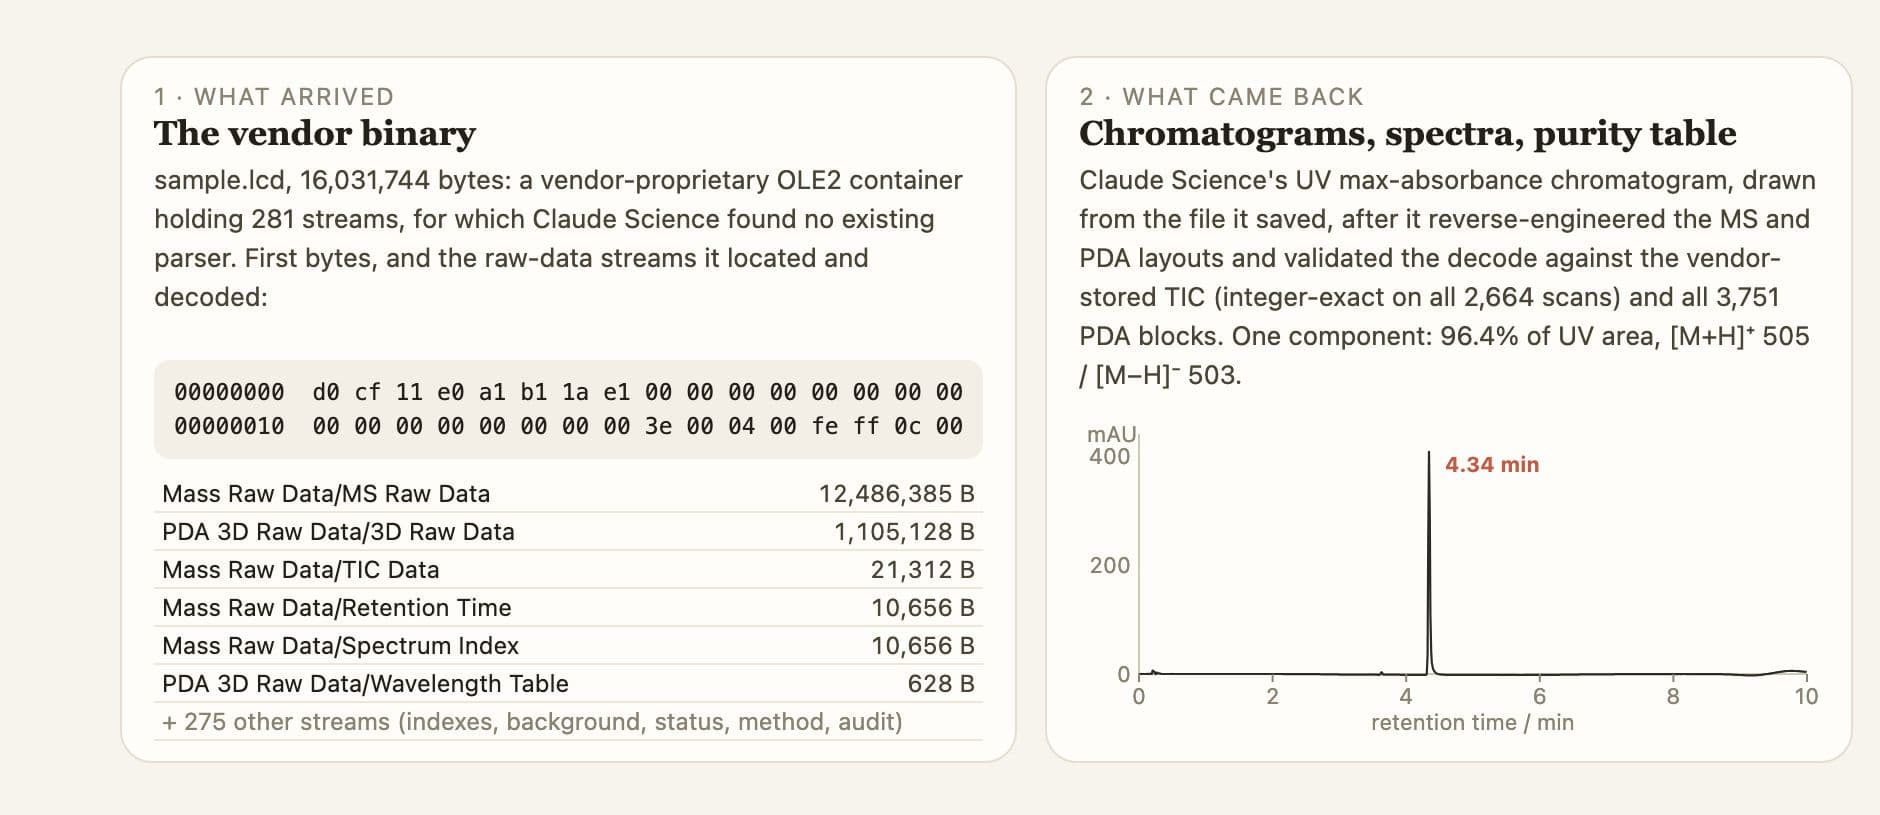 1 · WHAT ARRIVED
The vendor binary
sample.lcd, 16,031,744 bytes: a vendor-proprietary OLE2 container
holding 281 streams, for which Claude Science found no existing
parser. First bytes, and the raw-data streams it located and
decoded:
00000000 d0 cf 11 e0 a1 b1 1a e1 00 00 00 00 00 00 00 00
00000010 00 00 00 00 00 00 00 00 3e 00 04 00 fe ff 0c 00
Mass Raw Data/MS Raw Data 12,486,385 B
PDA 3D Raw Data/3D Raw Data 1,105,128 B
Mass Raw Data/TIC Data 21,312 B
Mass Raw Data/Retention Time 10,656 B
Mass Raw Data/Spectrum Index 10,656 B
PDA 3D Raw Data/Wavelength Table 628 B
+ 275 other streams (indexes, background, status, method, audit)
2 · WHAT CAME BACK
Chromatograms, spectra, purity table
Claude Science's UV max-absorbance chromatogram, drawn
from the file it saved, after it reverse-engineered the MS and
PDA layouts and validated the decode against the vendor-
stored TIC (integer-exact on all 2,664 scans) and all 3,751
PDA blocks. One component: 96.4% of UV area, [M+H]⁺ 505
/ [M−H]⁻ 503.
mAU
400
4.34 min
200
0
0 2 4 6 8 10
retention time / min